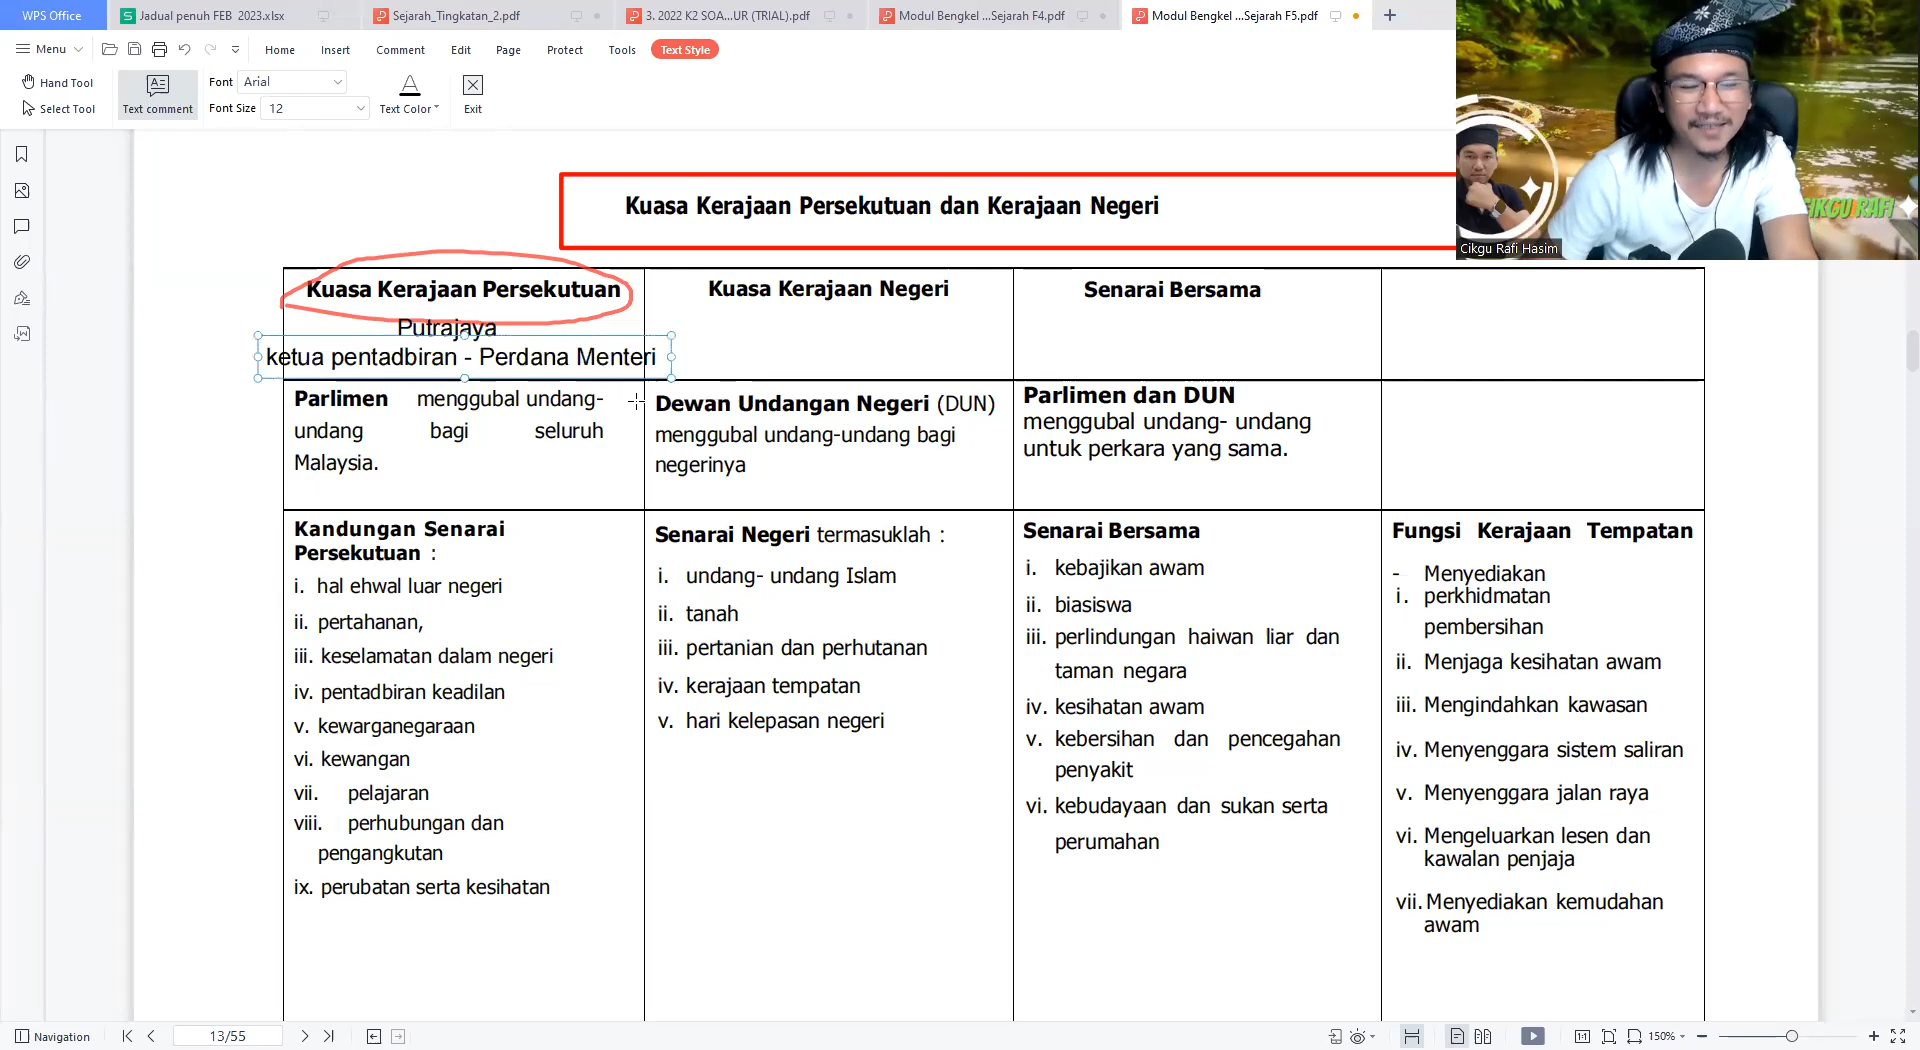 WPS Office
Jadual penuh FEB 2023.xlsx
Sejarah_Tingkatan_2.pdf
3. 2022 K2 SOA...UR (TRIAL).pdf
Modul Bengkel ...Sejarah F4.pdf
Modul Bengkel ...Sejarah F5.pdf
Menu
Home
Insert
Comment
Edit
Page
Protect
Tools
Text Style
Hand Tool
Select Tool
Text comment
Font Arial
Font Size 12
Text Color
Exit
CIKGU RAFI
Cikgu Rafi Hasim
Kuasa Kerajaan Persekutuan dan Kerajaan Negeri
Kuasa Kerajaan Persekutuan
Putrajaya
ketua pentadbiran - Perdana Menteri
Kuasa Kerajaan Negeri
Senarai Bersama
Parlimen menggubal undang-
undang bagi seluruh
Malaysia.
Dewan Undangan Negeri (DUN)
menggubal undang-undang bagi
negerinya
Parlimen dan DUN
menggubal undang- undang
untuk perkara yang sama.
Kandungan Senarai
Persekutuan :
i. hal ehwal luar negeri
ii. pertahanan,
iii. keselamatan dalam negeri
iv. pentadbiran keadilan
v. kewarganegaraan
vi. kewangan
vii. pelajaran
viii. perhubungan dan
pengangkutan
ix. perubatan serta kesihatan
Senarai Negeri termasuklah :
i. undang- undang Islam
ii. tanah
iii. pertanian dan perhutanan
iv. kerajaan tempatan
v. hari kelepasan negeri
Senarai Bersama
i. kebajikan awam
ii. biasiswa
iii. perlindungan haiwan liar dan
taman negara
iv. kesihatan awam
v. kebersihan dan pencegahan
penyakit
vi. kebudayaan dan sukan serta
perumahan
Fungsi Kerajaan Tempatan
- Menyediakan
i. perkhidmatan
pembersihan
ii. Menjaga kesihatan awam
iii. Mengindahkan kawasan
iv. Menyenggara sistem saliran
v. Menyenggara jalan raya
vi. Mengeluarkan lesen dan
kawalan penjaja
vii. Menyediakan kemudahan
awam
Navigation
13/55
150%